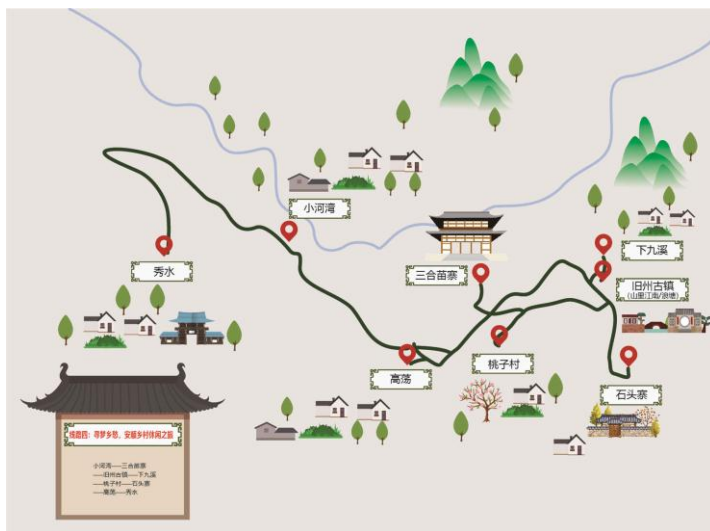 小河湾
三合苗寨
下九溪
旧州古镇
(山里江南/浪塘)
秀水
高荡
桃子村
石头寨
线路四：寻梦乡愁，安顺乡村休闲之旅
小河湾——三合苗寨
——旧州古镇——下九溪
——桃子村——石头寨
——高荡——秀水